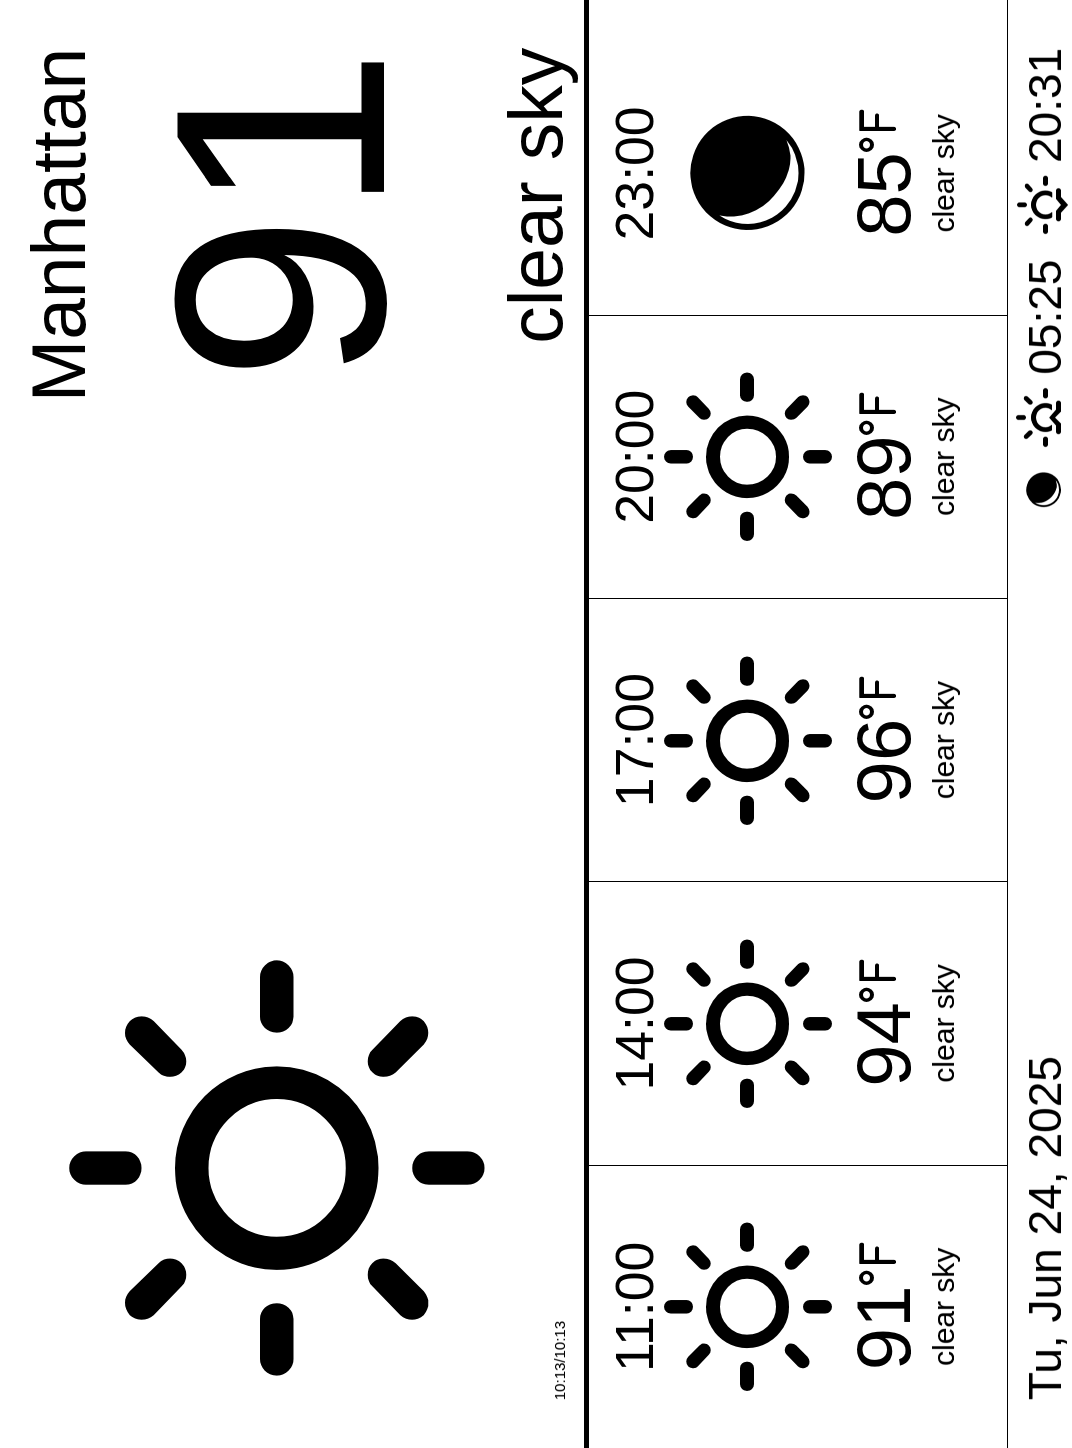 Manhattan
91
clear sky
10:13/10:13
11:00 14:00 17:00 20:00 23:00
91°F 94°F 96°F 89°F 85°F
clear sky clear sky clear sky clear sky clear sky
Tu, Jun 24, 2025 05:25 20:31